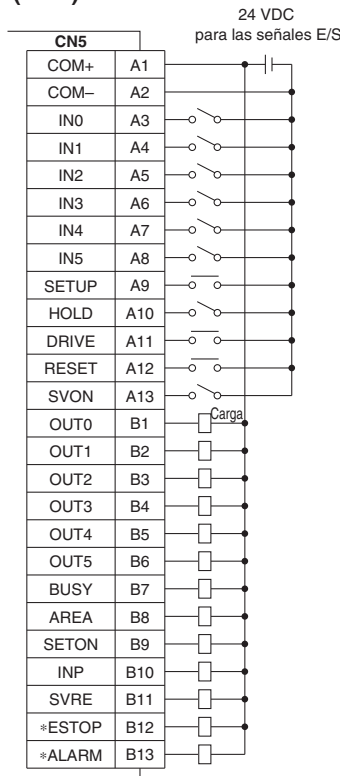 24 VDC
para las señales E/S
CN5
COM+ A1
COM– A2
IN0 A3
IN1 A4
IN2 A5
IN3 A6
IN4 A7
IN5 A8
SETUP A9
HOLD A10
DRIVE A11
RESET A12
SVON A13
OUT0 B1 Carga
OUT1 B2
OUT2 B3
OUT3 B4
OUT4 B5
OUT5 B6
BUSY B7
AREA B8
SETON B9
INP B10
SVRE B11
∗ESTOP B12
∗ALARM B13